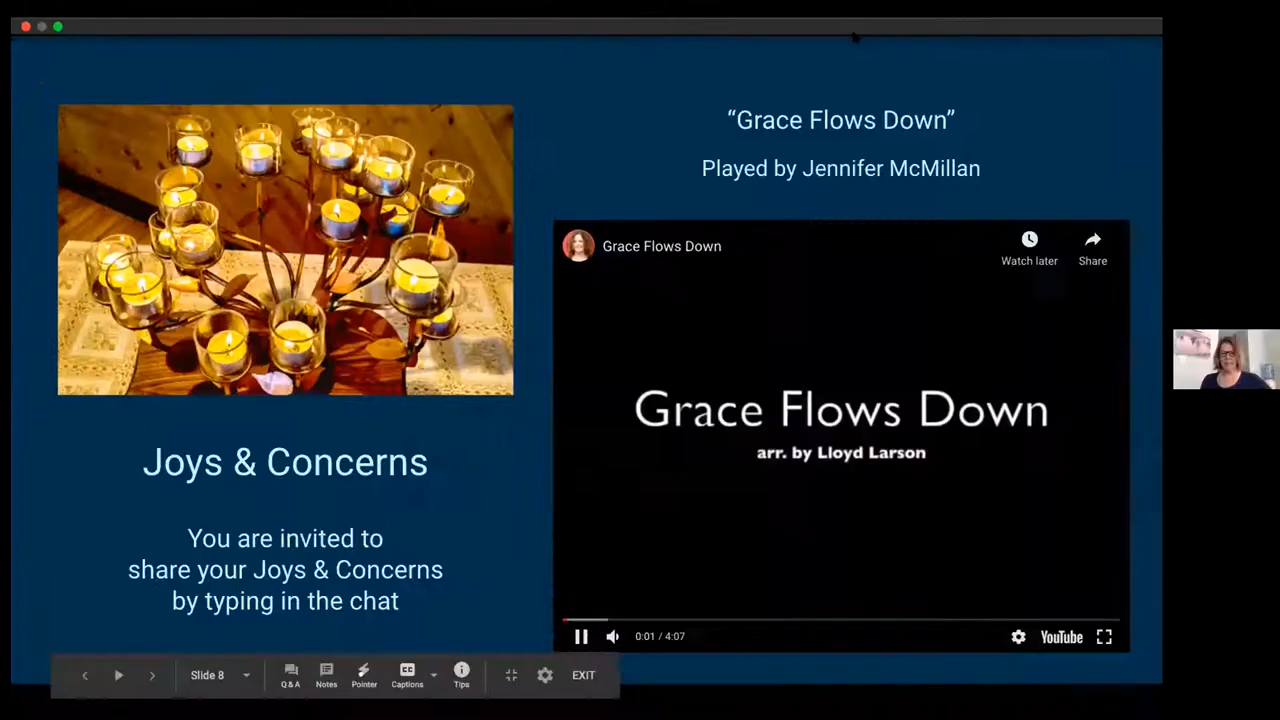 “Grace Flows Down”
Played by Jennifer McMillan
Grace Flows Down
Watch later
Share
Grace Flows Down
arr. by Lloyd Larson
0:01 / 4:07
YouTube
Joys & Concerns
You are invited to
share your Joys & Concerns
by typing in the chat
Slide 8
Q & A
Notes
Pointer
CC
Captions
Tips
EXIT